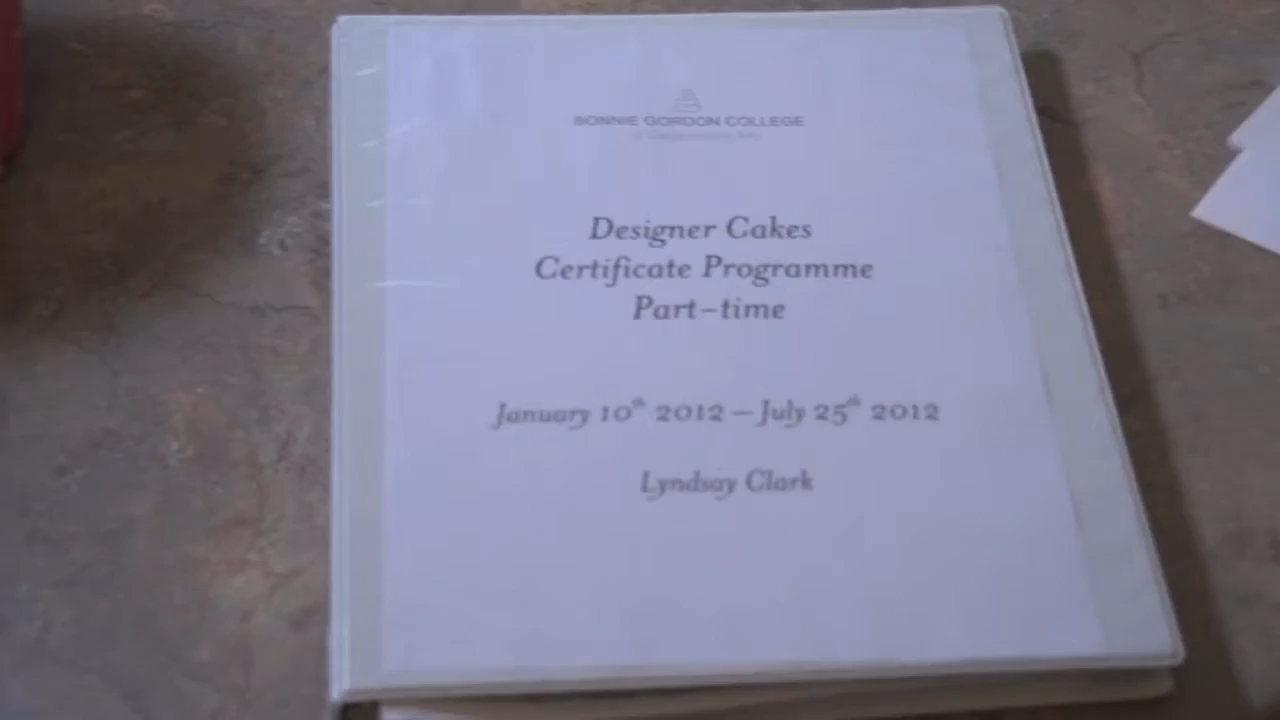 BONNIE GORDON COLLEGE
Designer Cakes
Certificate Programme
Part-time
January 10th 2012 – July 25th 2012
Lyndsay Clark